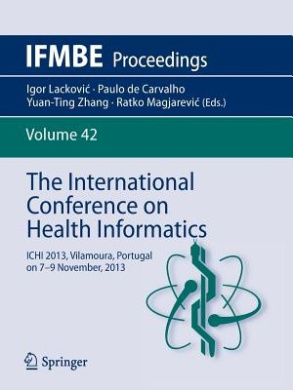 IFMBE Proceedings
Igor Lacković · Paulo de Carvalho
Yuan-Ting Zhang · Ratko Magjarević (Eds.)
Volume 42
The International
Conference on
Health Informatics
ICHI 2013, Vilamoura, Portugal
on 7–9 November, 2013
Springer